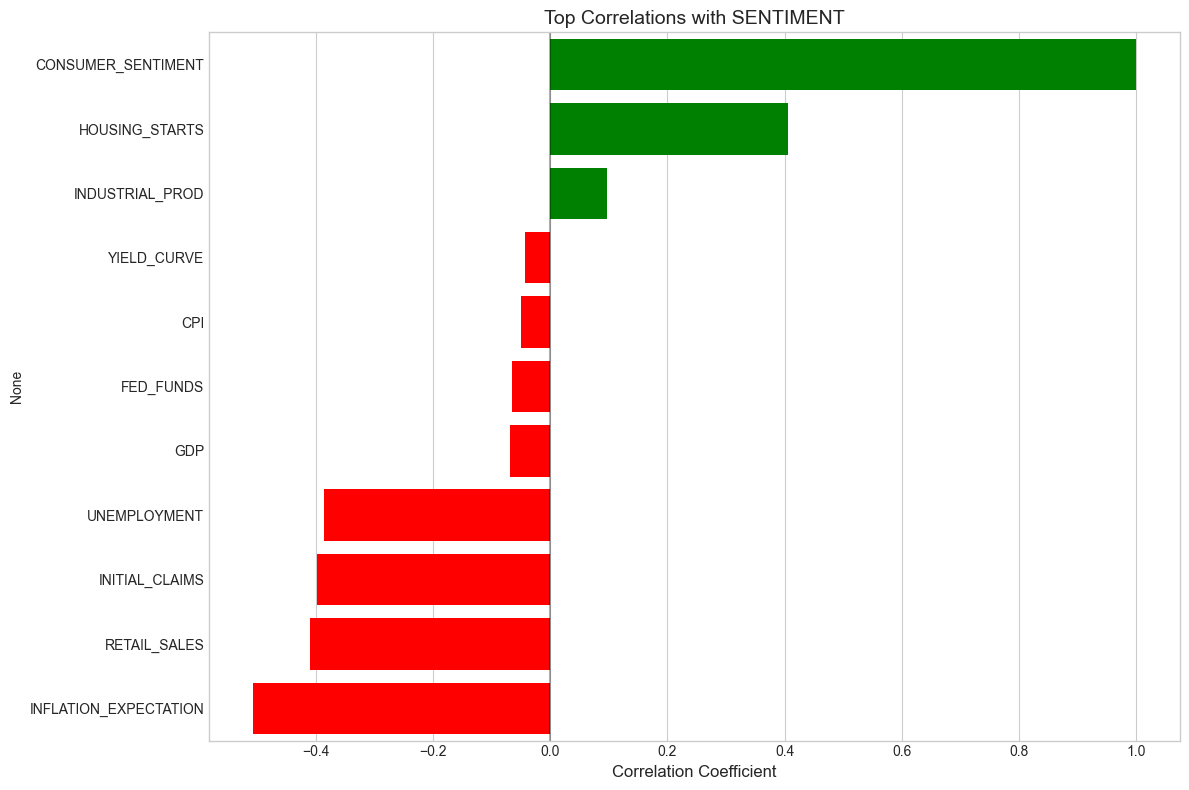 Top Correlations with SENTIMENT
CONSUMER_SENTIMENT
HOUSING_STARTS
INDUSTRIAL_PROD
YIELD_CURVE
CPI
FED_FUNDS
GDP
UNEMPLOYMENT
INITIAL_CLAIMS
RETAIL_SALES
INFLATION_EXPECTATION
None
−0.4 −0.2 0.0 0.2 0.4 0.6 0.8 1.0
Correlation Coefficient